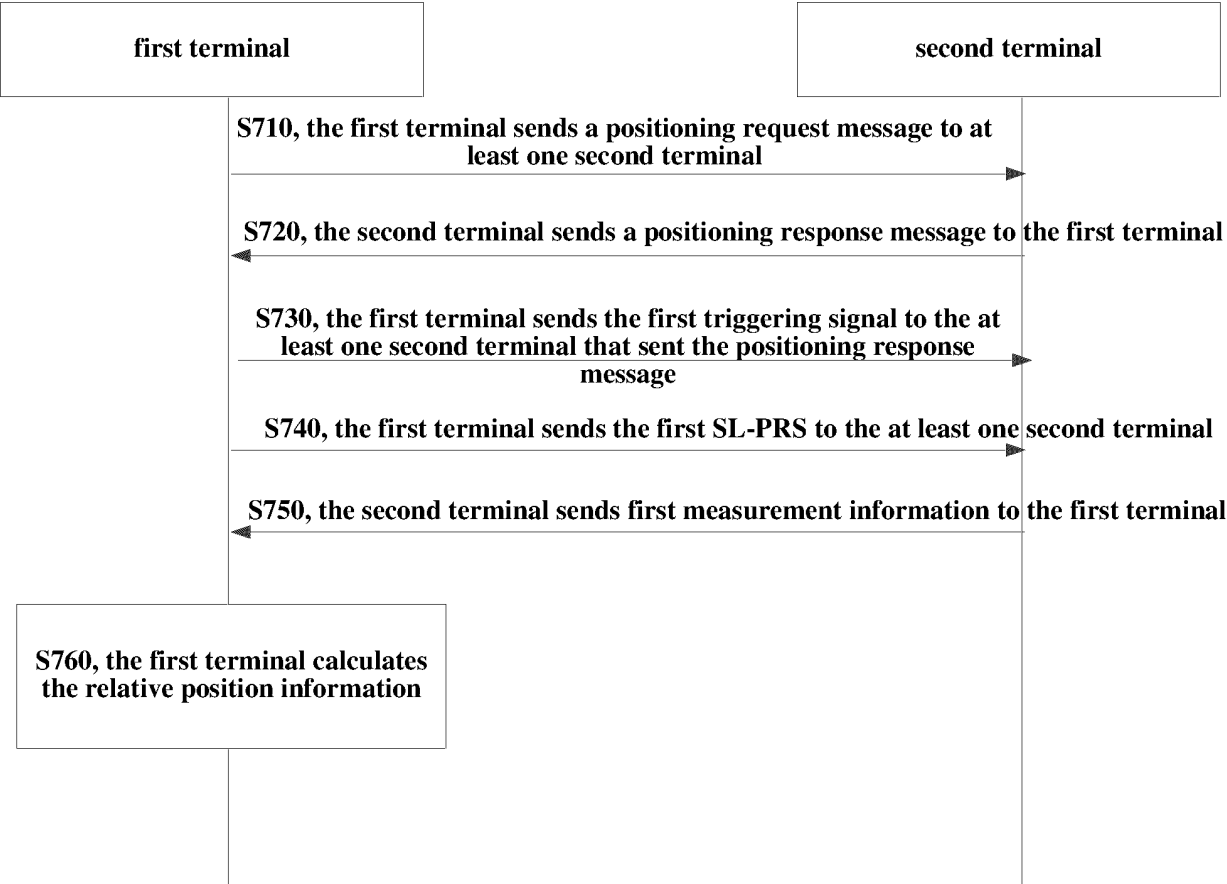 first terminal
second terminal
S710, the first terminal sends a positioning request message to at
least one second terminal
S720, the second terminal sends a positioning response message to the first terminal
S730, the first terminal sends the first triggering signal to the at
least one second terminal that sent the positioning response
message
S740, the first terminal sends the first SL-PRS to the at least one second terminal
S750, the second terminal sends first measurement information to the first terminal
S760, the first terminal calculates
the relative position information